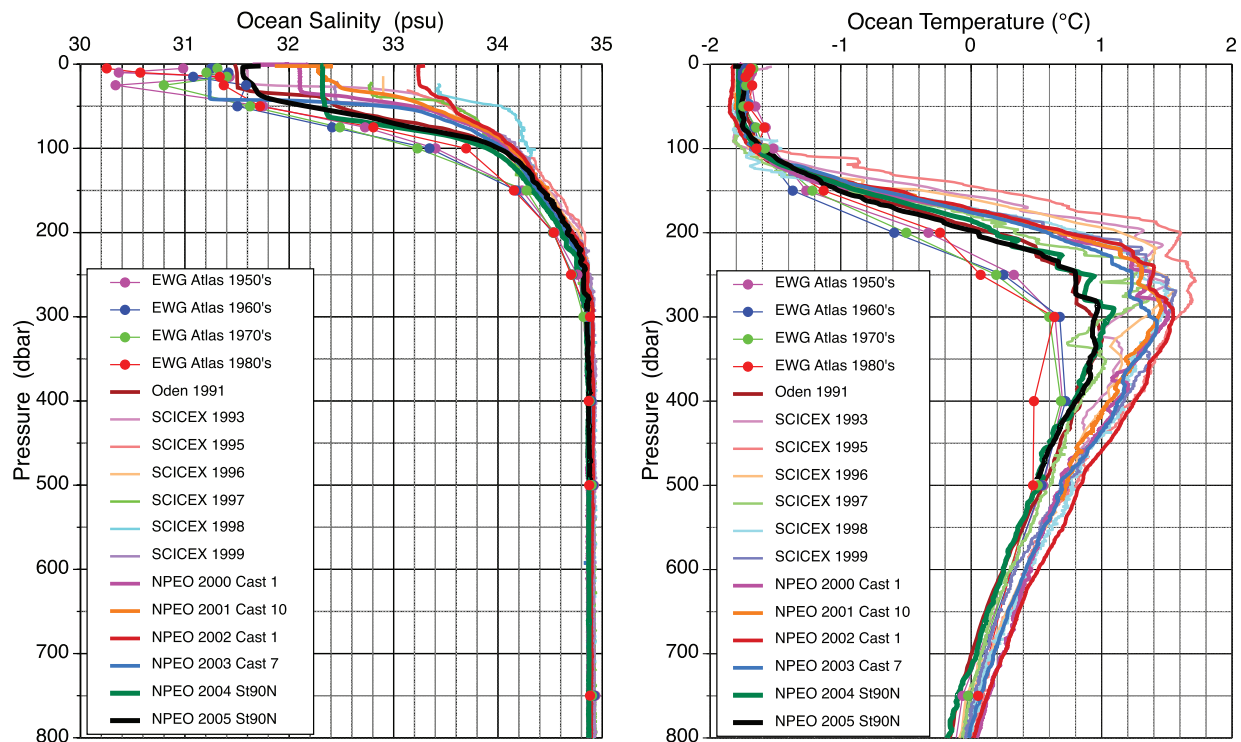 Ocean Salinity (psu)
30 31 32 33 34 35
0
100
200
300
400
500
600
700
800
Pressure (dbar)
EWG Atlas 1950's
EWG Atlas 1960's
EWG Atlas 1970's
EWG Atlas 1980's
Oden 1991
SCICEX 1993
SCICEX 1995
SCICEX 1996
SCICEX 1997
SCICEX 1998
SCICEX 1999
NPEO 2000 Cast 1
NPEO 2001 Cast 10
NPEO 2002 Cast 1
NPEO 2003 Cast 7
NPEO 2004 St90N
NPEO 2005 St90N
Ocean Temperature (°C)
-2 -1 0 1 2
0
100
200
300
400
500
600
700
800
Pressure (dbar)
EWG Atlas 1950's
EWG Atlas 1960's
EWG Atlas 1970's
EWG Atlas 1980's
Oden 1991
SCICEX 1993
SCICEX 1995
SCICEX 1996
SCICEX 1997
SCICEX 1998
SCICEX 1999
NPEO 2000 Cast 1
NPEO 2001 Cast 10
NPEO 2002 Cast 1
NPEO 2003 Cast 7
NPEO 2004 St90N
NPEO 2005 St90N